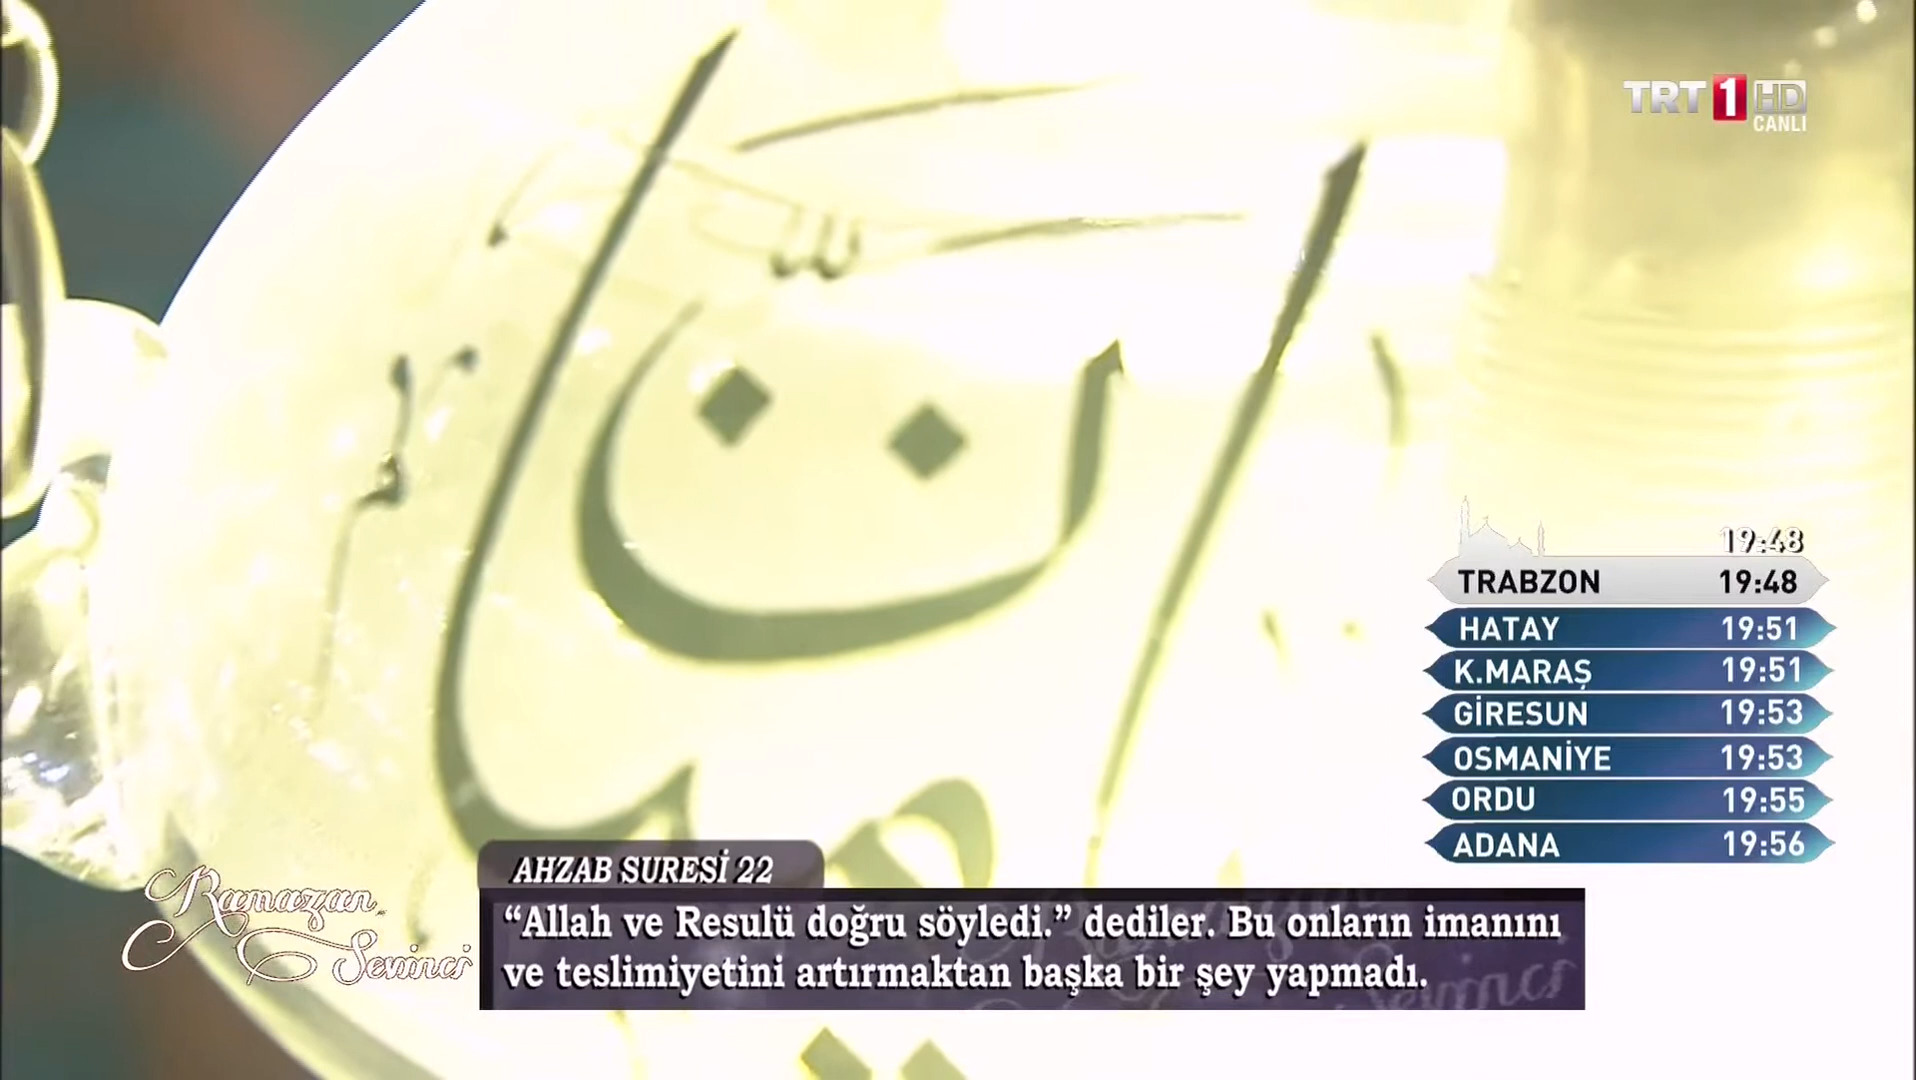 TRT 1 HD
CANLI
19:48
TRABZON 19:48
HATAY 19:51
K.MARAŞ 19:51
GİRESUN 19:53
OSMANİYE 19:53
ORDU 19:55
ADANA 19:56
Ramazan
Sevinci
AHZAB SURESİ 22
“Allah ve Resulü doğru söyledi.” dediler. Bu onların imanını
ve teslimiyetini artırmaktan başka bir şey yapmadı.